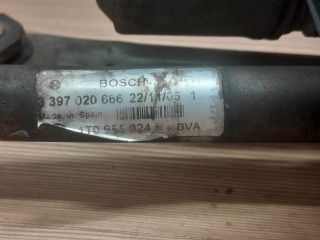 BOSCH
3 397 020 666 22/11/05 1
Made in Spain
1T0 955 024 E BVA